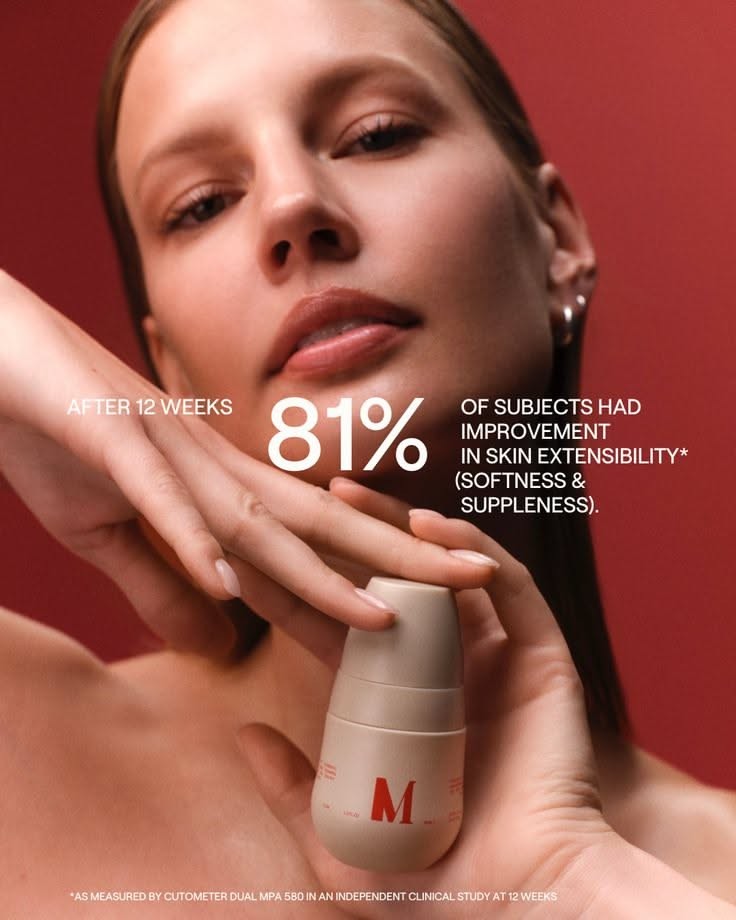 AFTER 12 WEEKS
81%
OF SUBJECTS HAD
IMPROVEMENT
IN SKIN EXTENSIBILITY*
(SOFTNESS &
SUPPLENESS).
M
*AS MEASURED BY CUTOMETER DUAL MPA 580 IN AN INDEPENDENT CLINICAL STUDY AT 12 WEEKS